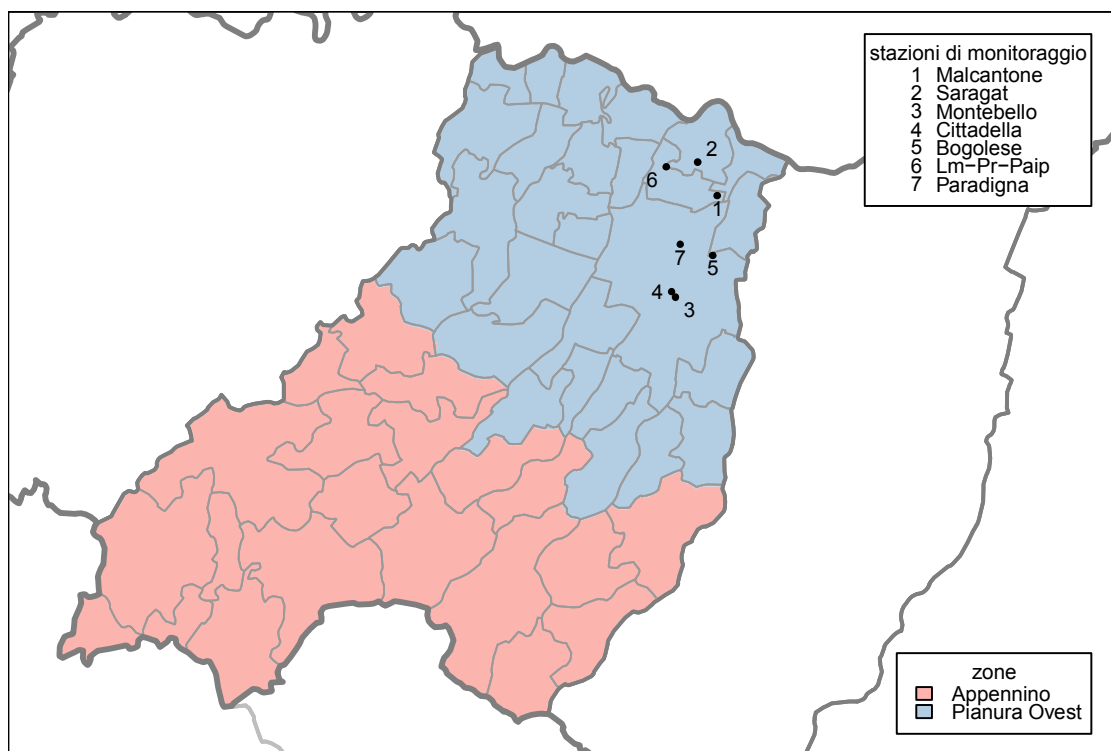 stazioni di monitoraggio
1 Malcantone
2 Saragat
3 Montebello
4 Cittadella
5 Bogolese
6 Lm−Pr−Paip
7 Paradigna
2
6
1
7
5
4
3
zone
Appennino
Pianura Ovest